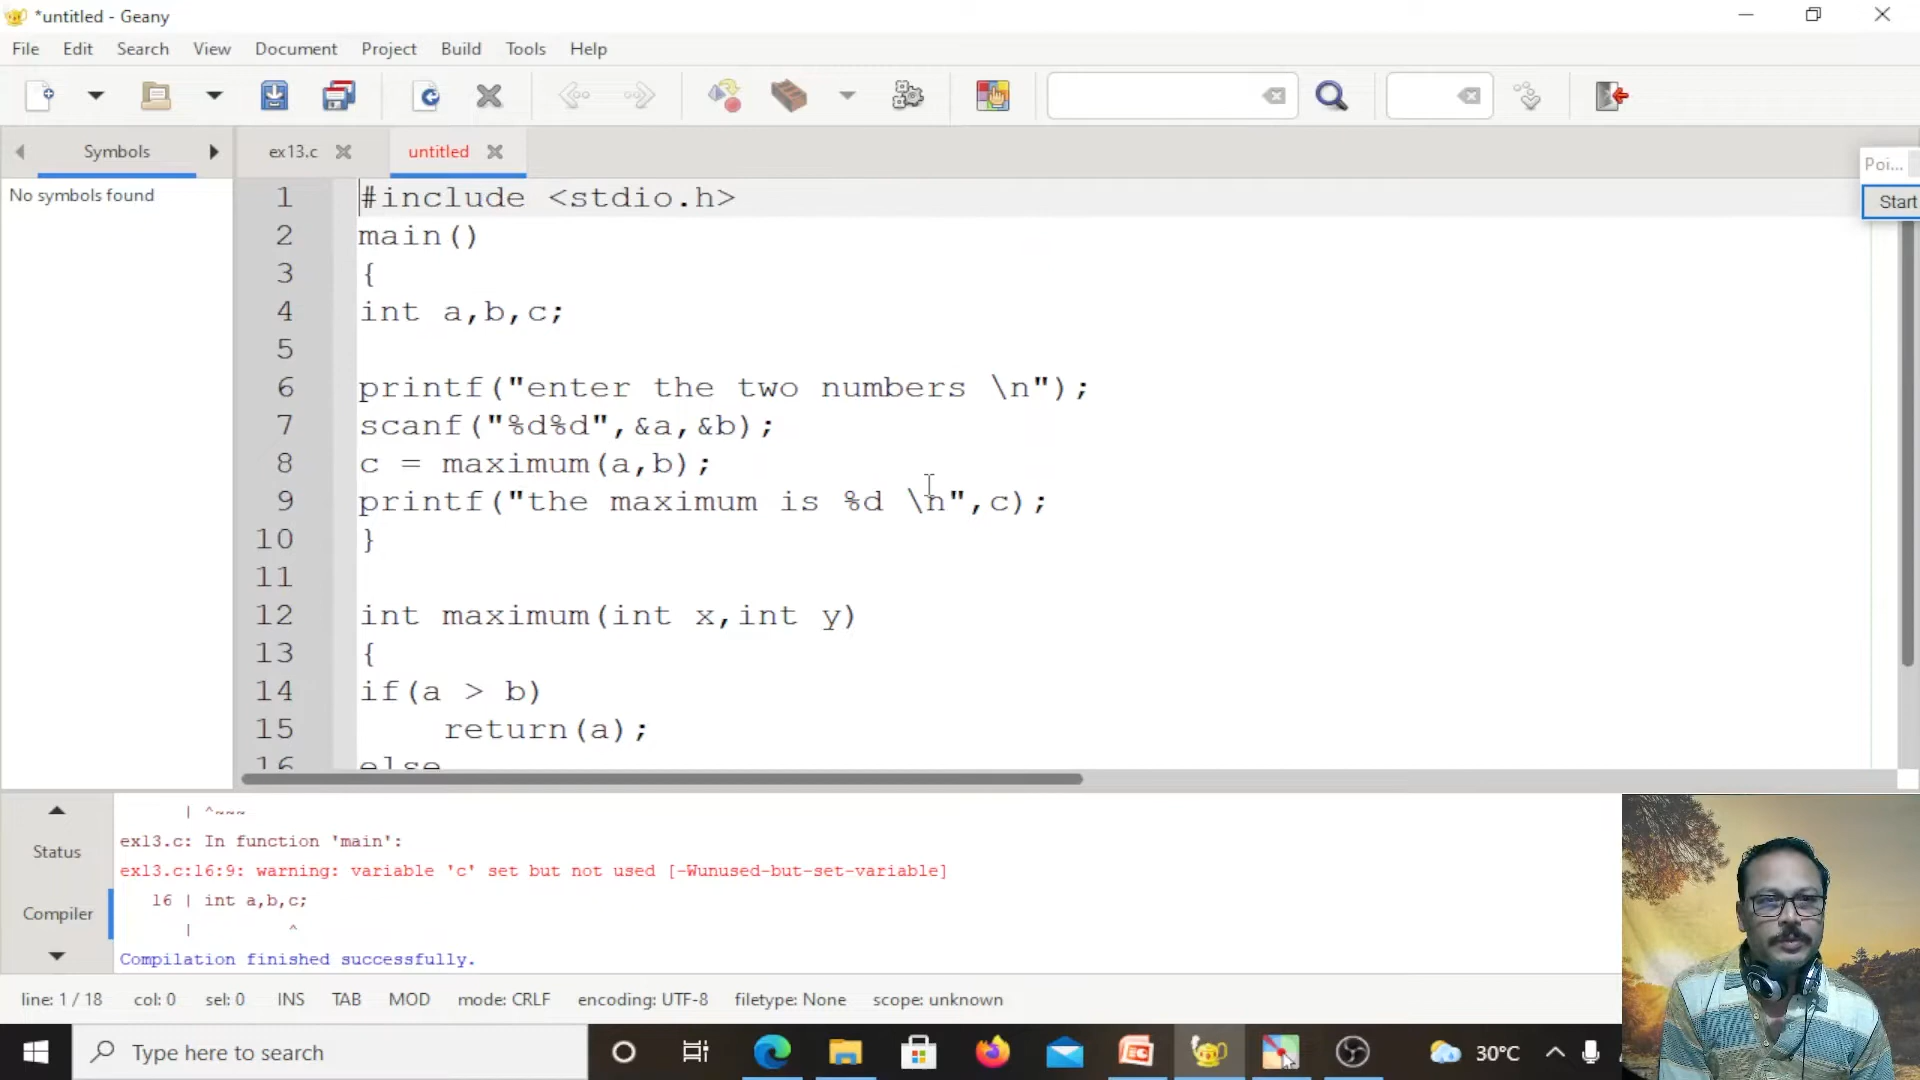 *untitled - Geany
File Edit Search View Document Project Build Tools Help
Symbols
ex13.c
untitled
No symbols found
Poi...
Start
1 #include <stdio.h>
2 main()
3 {
4 int a,b,c;
5
6 printf("enter the two numbers \n");
7 scanf("%d%d",&a,&b);
8 c = maximum(a,b);
9 printf("the maximum is %d \n",c);
10 }
11
12 int maximum(int x,int y)
13 {
14 if(a > b)
15 return(a);
16 else
Status
Compiler
| ^~~~
ex13.c: In function 'main':
ex13.c:16:9: warning: variable 'c' set but not used [-Wunused-but-set-variable]
16 | int a,b,c;
| ^
Compilation finished successfully.
line: 1 / 18 col: 0 sel: 0 INS TAB MOD mode: CRLF encoding: UTF-8 filetype: None scope: unknown
Type here to search
30°C